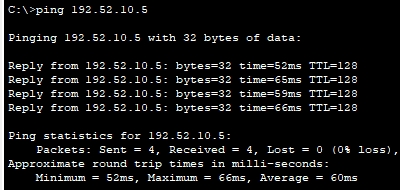 C:\>ping 192.52.10.5
Pinging 192.52.10.5 with 32 bytes of data:
Reply from 192.52.10.5: bytes=32 time=52ms TTL=128
Reply from 192.52.10.5: bytes=32 time=65ms TTL=128
Reply from 192.52.10.5: bytes=32 time=59ms TTL=128
Reply from 192.52.10.5: bytes=32 time=66ms TTL=128
Ping statistics for 192.52.10.5:
Packets: Sent = 4, Received = 4, Lost = 0 (0% loss),
Approximate round trip times in milli-seconds:
Minimum = 52ms, Maximum = 66ms, Average = 60ms